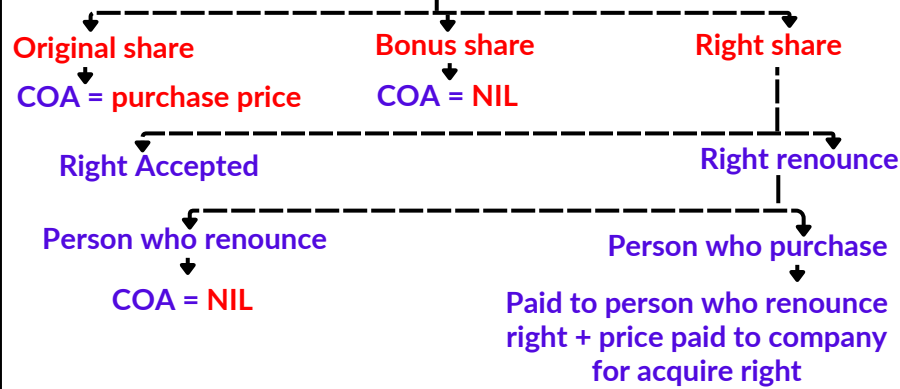 Original share
Bonus share
Right share
COA = purchase price
COA = NIL
Right Accepted
Right renounce
Person who renounce
Person who purchase
COA = NIL
Paid to person who renounce
right + price paid to company
for acquire right